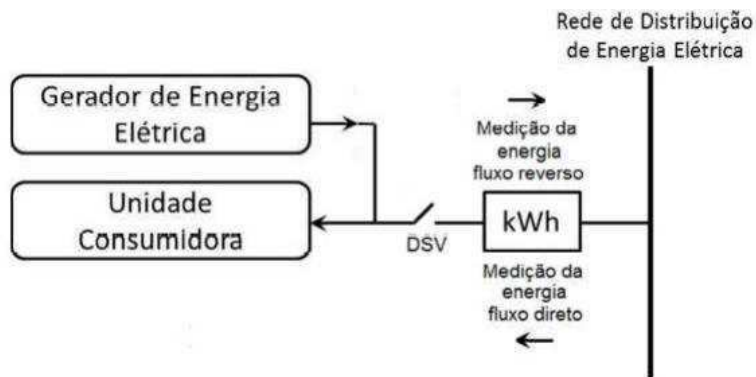 Rede de Distribuição
de Energia Elétrica
Gerador de Energia
Elétrica
Medição da
energia
fluxo reverso
Unidade
Consumidora
DSV
kWh
Medição da
energia
fluxo direto